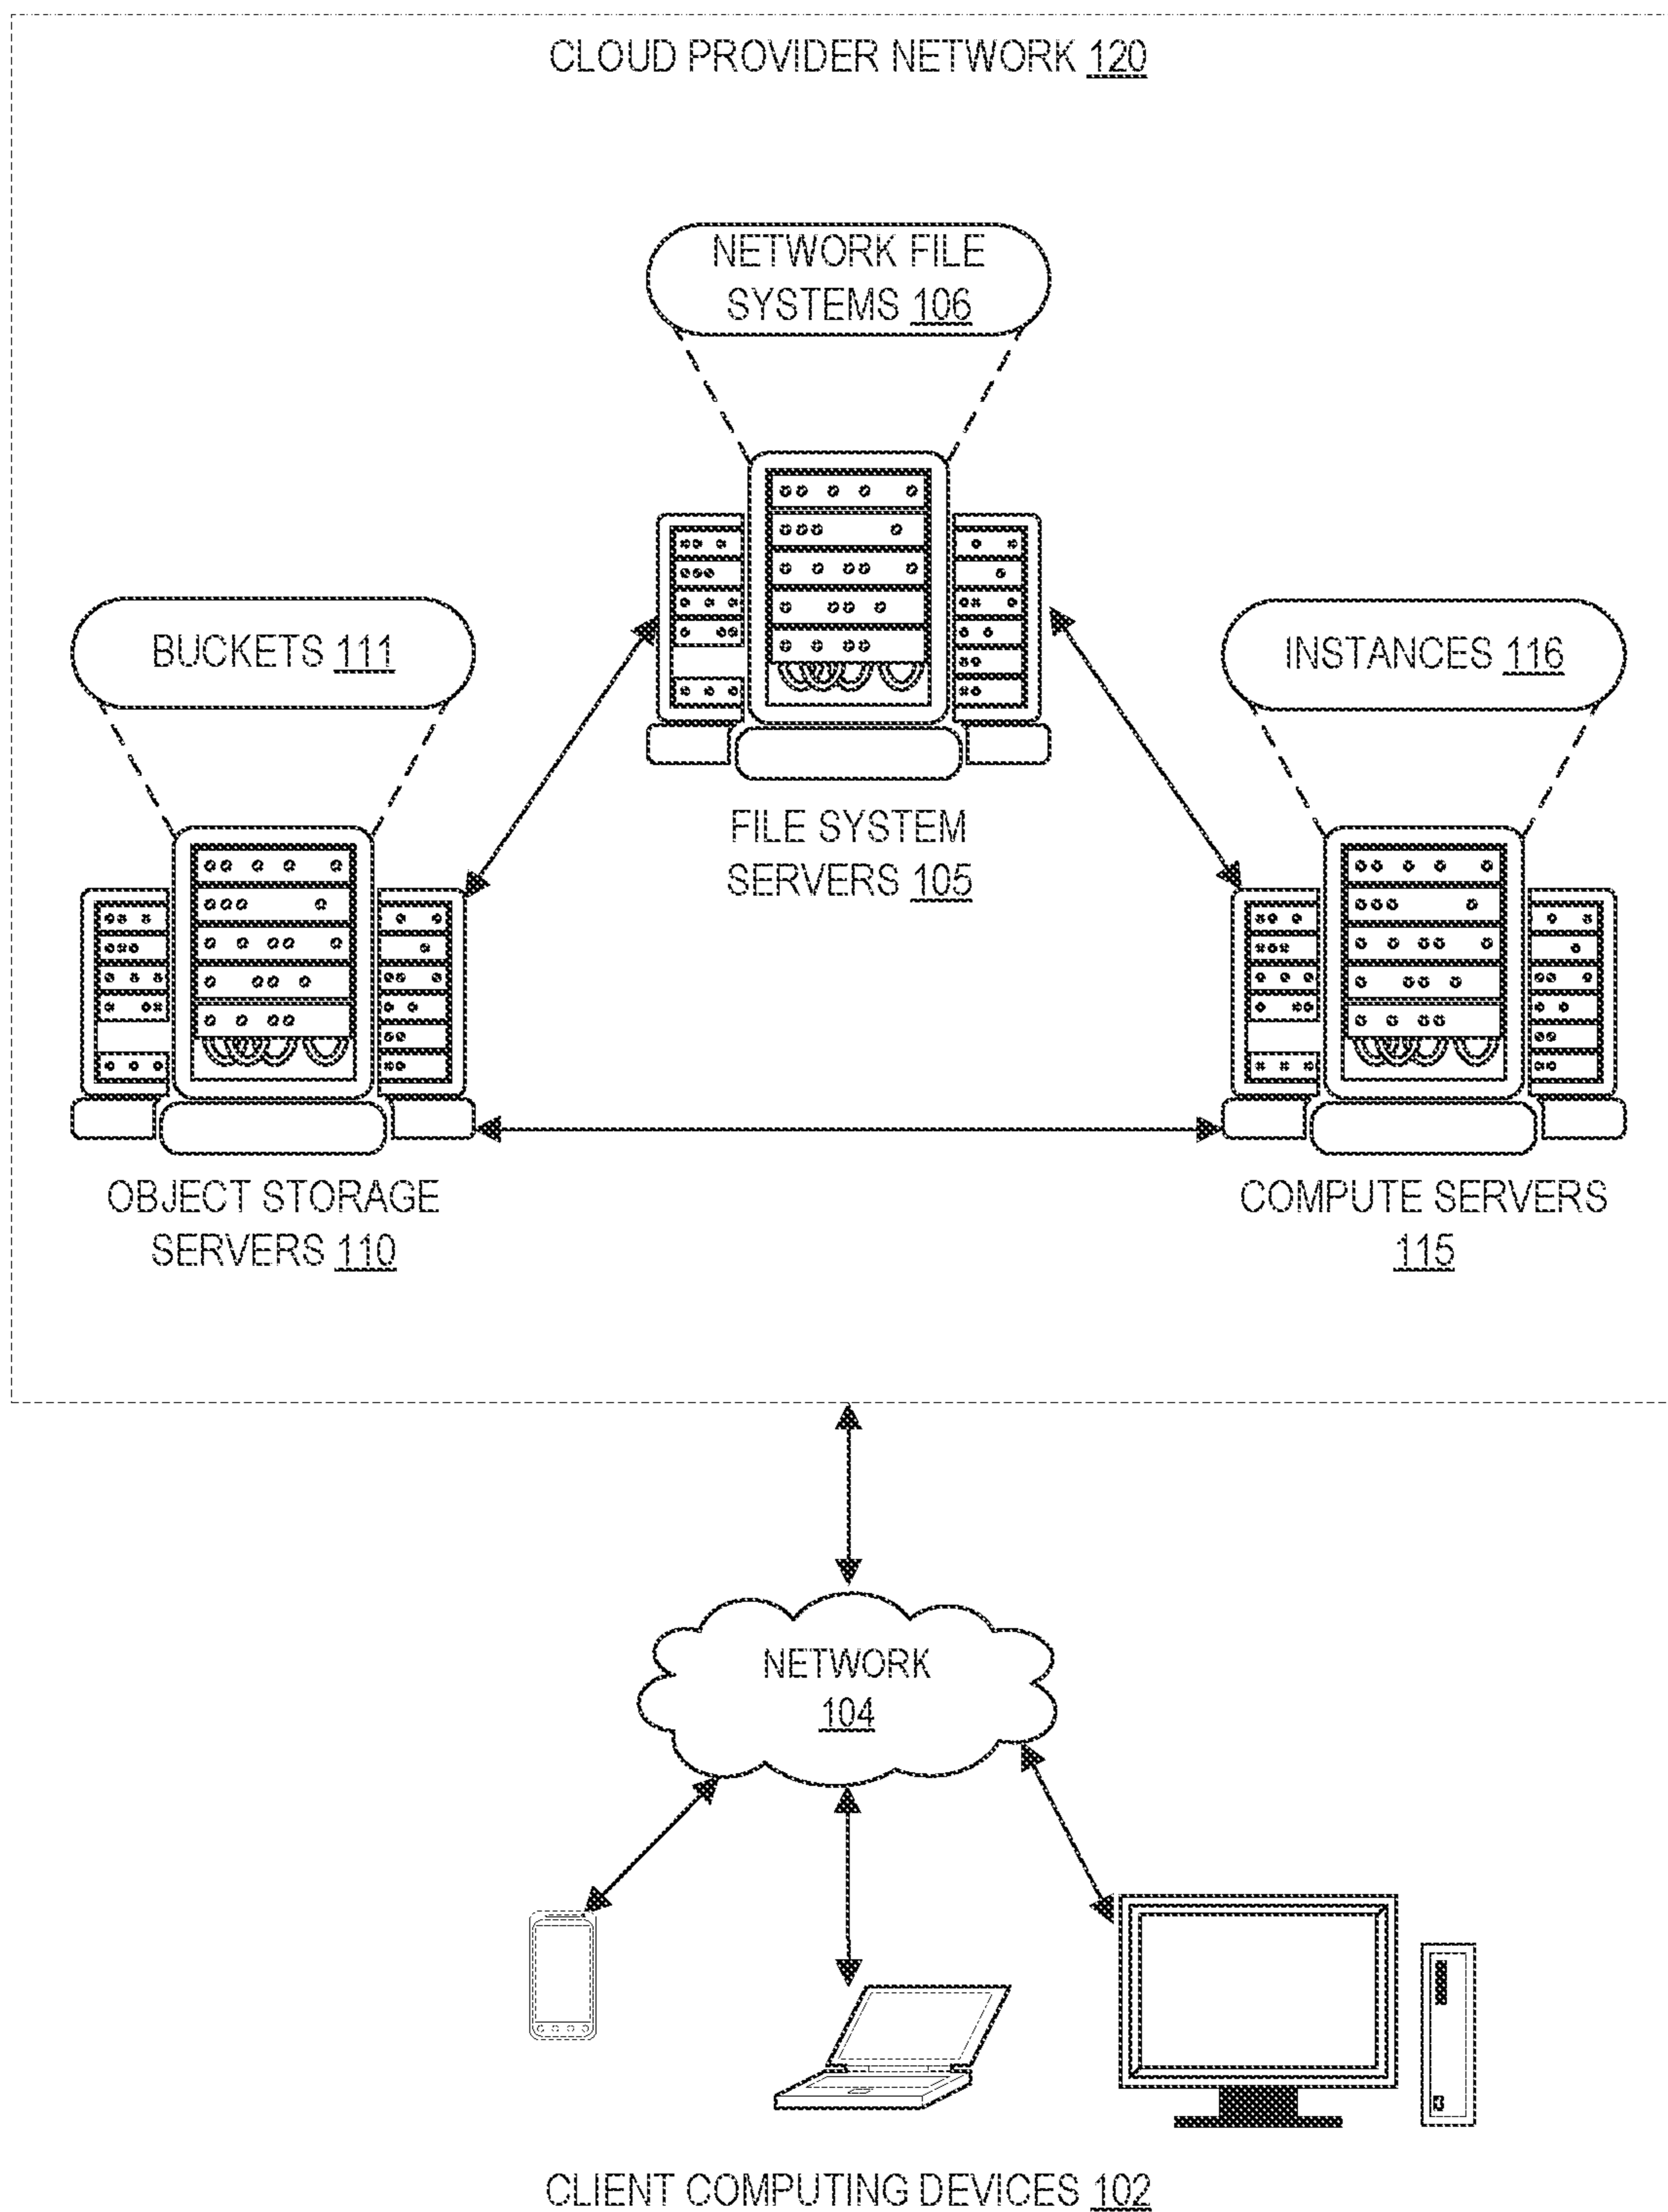 CLOUD PROVIDER NETWORK 120
NETWORK FILE
SYSTEMS 106
BUCKETS 111
INSTANCES 116
FILE SYSTEM
SERVERS 105
OBJECT STORAGE
SERVERS 110
COMPUTE SERVERS
115
NETWORK
104
CLIENT COMPUTING DEVICES 102